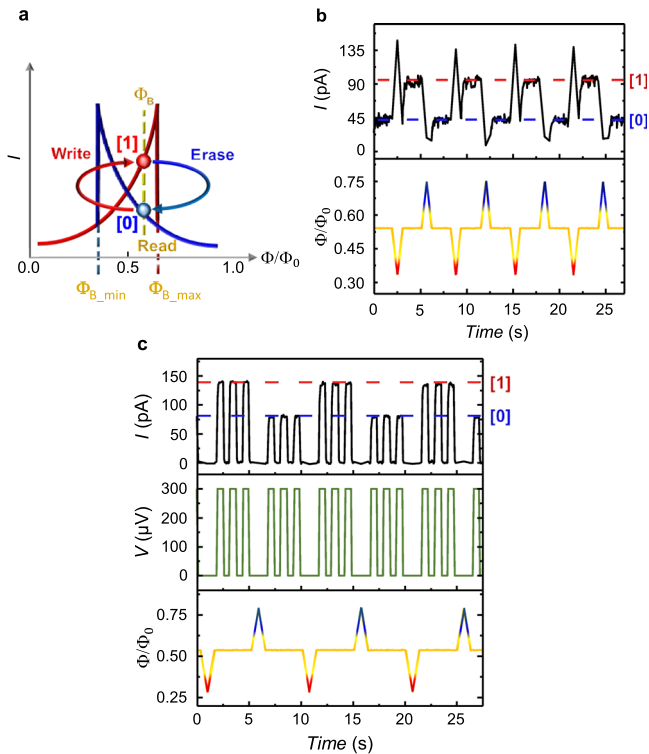 a
I
Φ_B
[1]
Write
Erase
[0]
Read
0.0
0.5
1.0
Φ/Φ₀
Φ_B_min
Φ_B_max
b
I (pA)
135
90
45
0
[1]
[0]
Φ/Φ₀
0.75
0.60
0.45
0.30
0
5
10
15
20
25
Time (s)
c
I (pA)
150
100
50
0
[1]
[0]
V (μV)
300
200
100
0
Φ/Φ₀
0.75
0.50
0.25
0
5
10
15
20
25
Time (s)